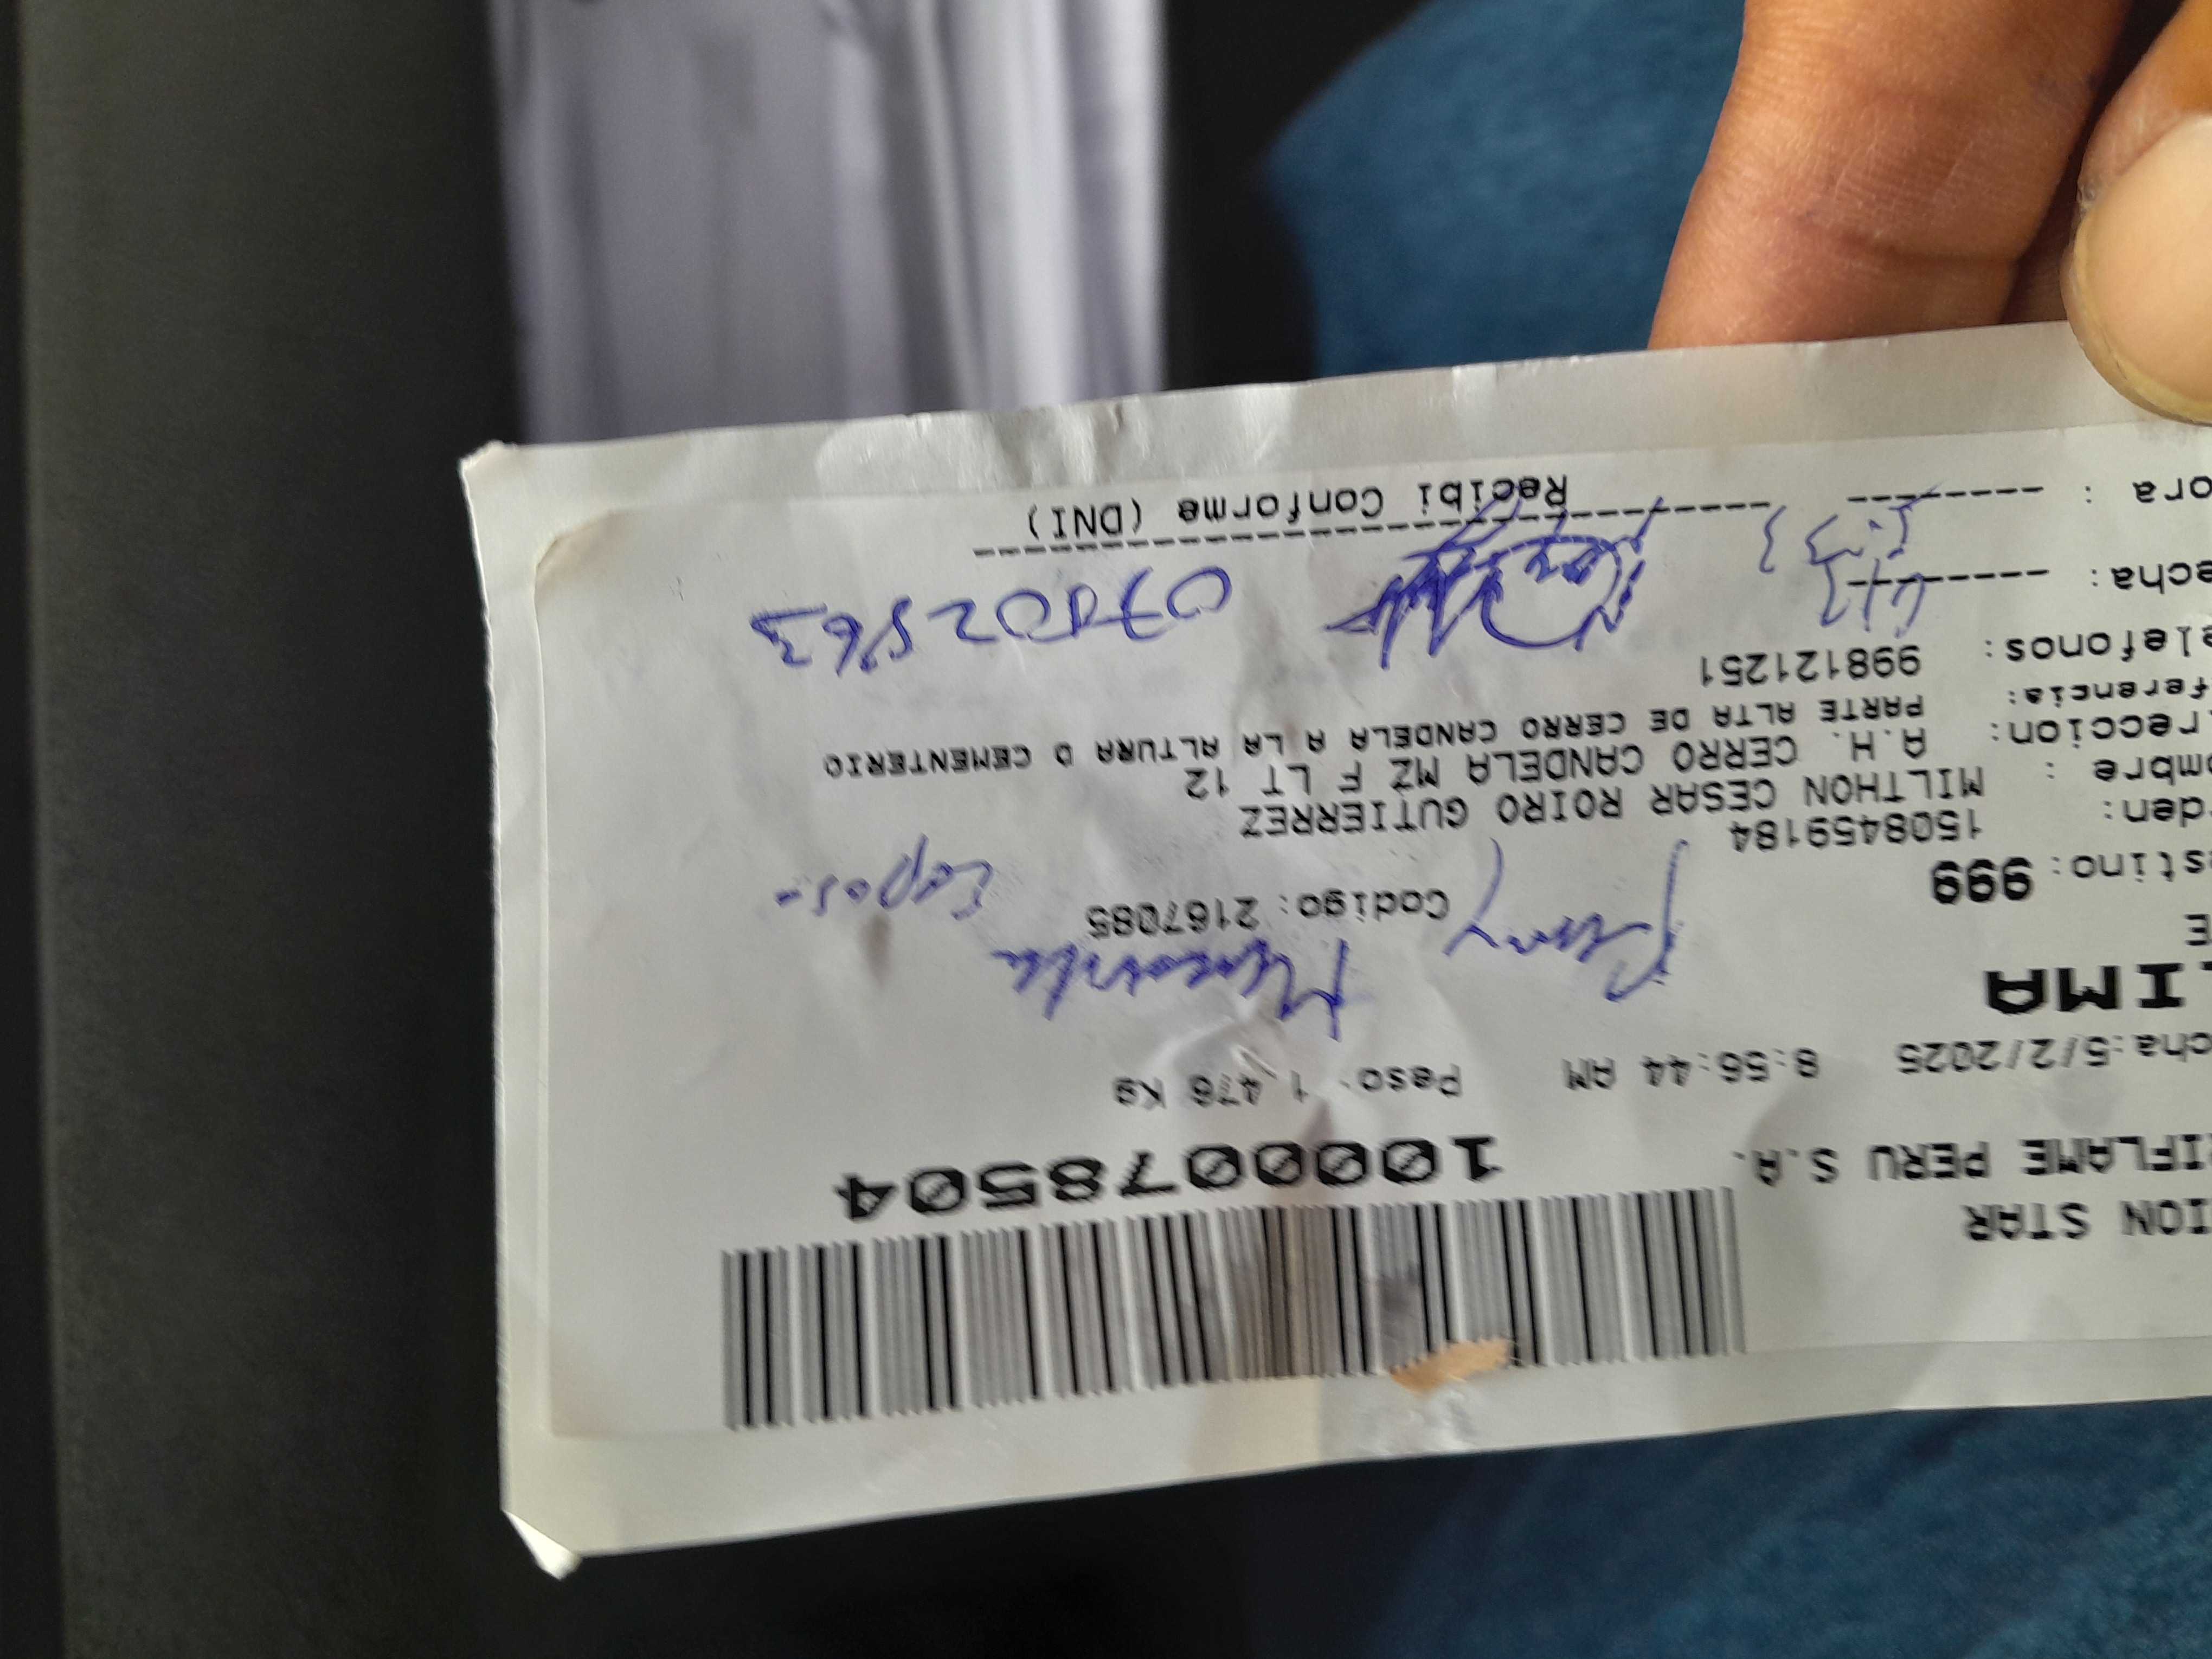 ION STAR
RIFLAME PERU S.A.
1000078504
cha:5/2/2025 8:56:44 AM Peso: 1.476 Kg
LIMA
E
stino: 999 Codigo: 2167085
den: 1508459184
ombre : MILTHON CESAR ROIRO GUTIERREZ
reccion: A.H. CERRO CANDELA MZ F LT 12
ferencia: PARTE ALTA DE CERRO CANDELA A LA ALTURA D CEMENTERIO
elefonos: 998121251
echa: --------
ora : --------
Recibi Conforme (DNI)